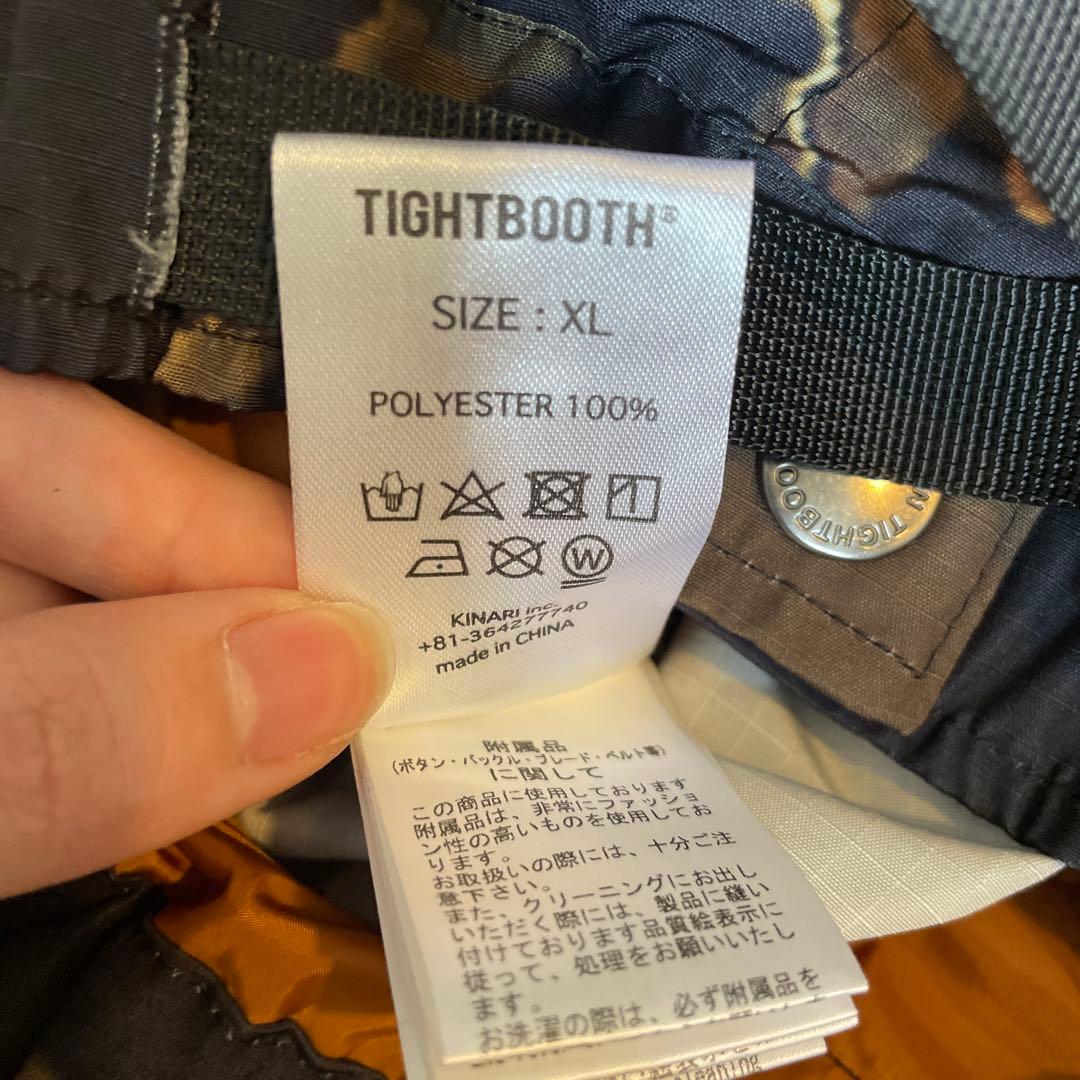 TIGHTBOOTH®
SIZE : XL
POLYESTER 100%
W
KINARI inc.
+81-364277740
made in CHINA
TIGHTBOO
附属品
(ボタン・バックル・ブレード・ベルト等)
に関して
この商品に使用しております
附属品は、非常にファッショ
ン性の高いものを使用してお
ります。
お取扱いの際には、十分ご注
意下さい。
また、クリーニングにお出し
いただく際には、製品に縫い
付けております品質絵表示に
従って、処理をお願いいたし
ます。
お洗濯の際は、必ず附属品を